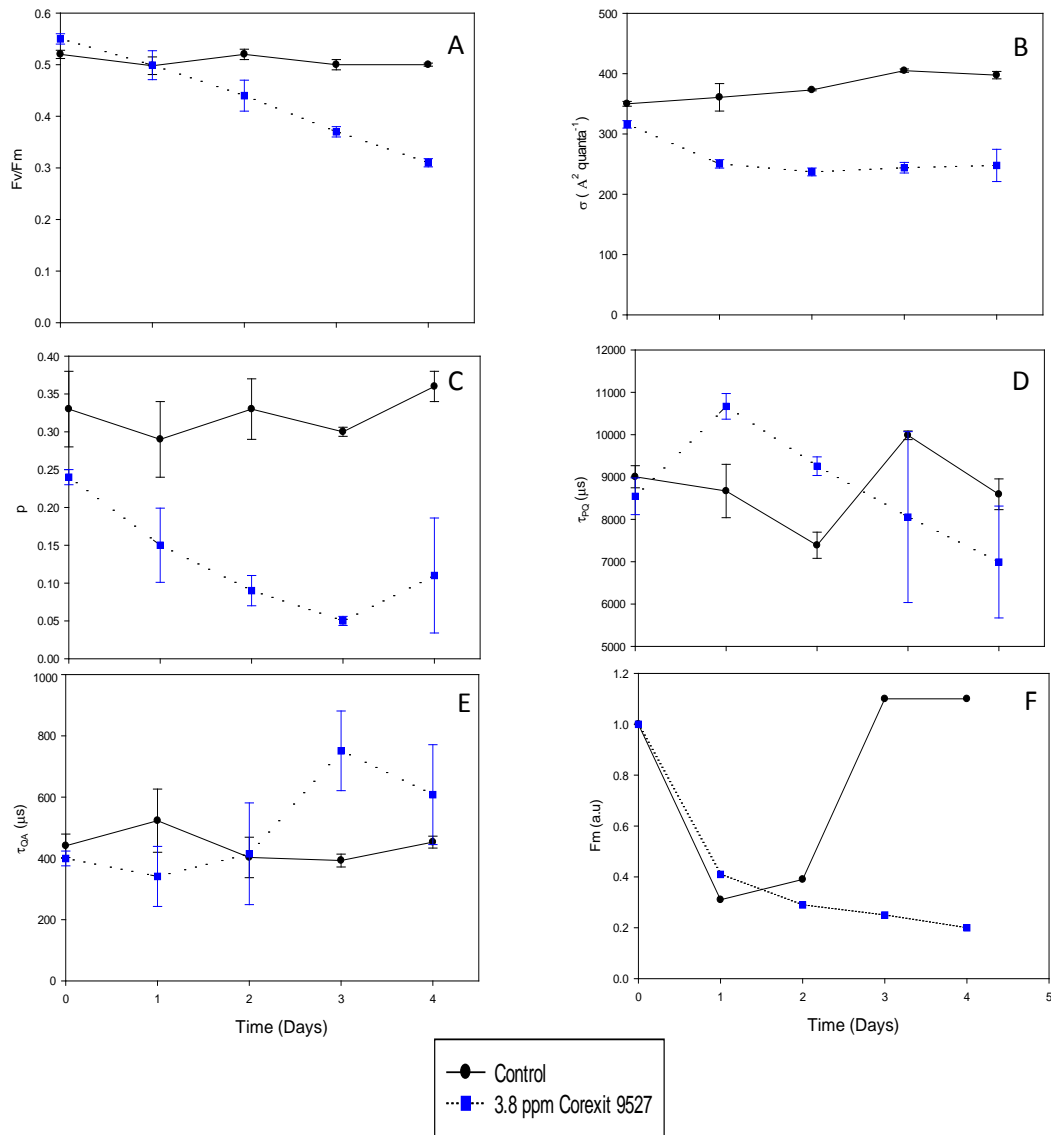 0.6
0.5
0.4
0.3
0.2
0.1
0.0
Fv/Fm
A
500
400
300
200
100
0
σ ( A² quanta⁻¹)
B
0.40
0.35
0.30
0.25
0.20
0.15
0.10
0.05
0.00
p
C
12000
11000
10000
9000
8000
7000
6000
5000
τPQ (µs)
D
1000
800
600
400
200
0
τQA (µs)
E
0 1 2 3 4
Time (Days)
1.2
1.0
0.8
0.6
0.4
0.2
0.0
Fm (a.u)
F
0 1 2 3 4 5
Time (Days)
Control
3.8 ppm Corexit 9527